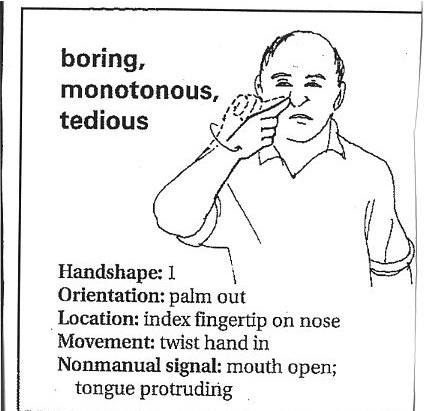 boring,
monotonous,
tedious
Handshape: 1
Orientation: palm out
Location: index fingertip on nose
Movement: twist hand in
Nonmanual signal: mouth open;
tongue protruding